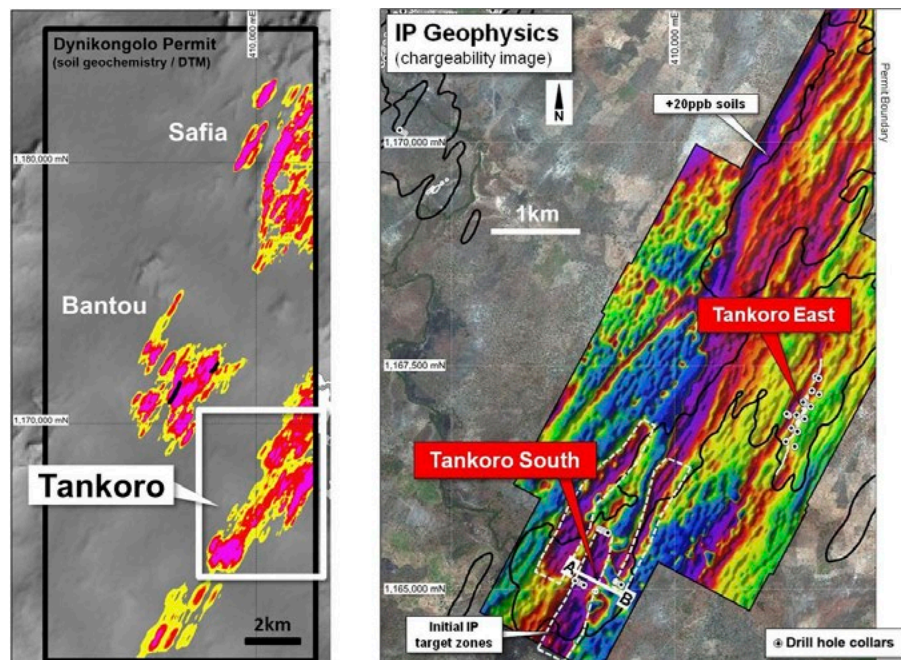 Dynikongolo Permit
(soil geochemistry / DTM)
410,000 mE
Safia
1,180,000 mN
Bantou
1,170,000 mN
Tankoro
2km
IP Geophysics
(chargeability image)
410,000 mE
N
+20ppb soils
Permit Boundary
1,170,000 mN
1km
Tankoro East
1,167,500 mN
Tankoro South
A
B
1,165,000 mN
Initial IP
target zones
Drill hole collars